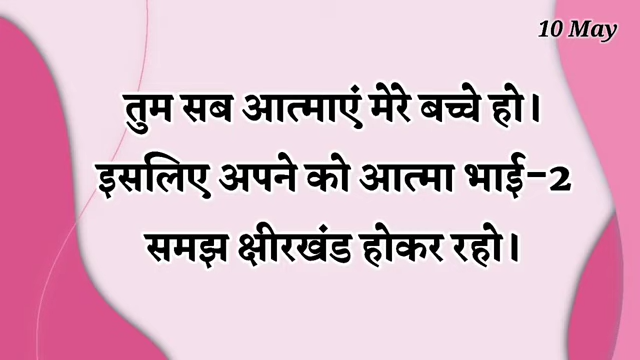 10 May
तुम सब आत्माएं मेरे बच्चे हो।
इसलिए अपने को आत्मा भाई-2
समझ क्षीरखंड होकर रहो।